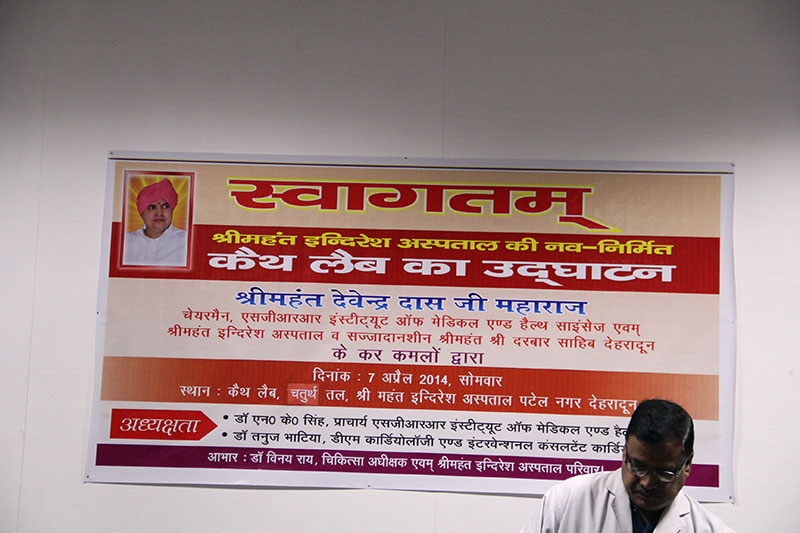 स्वागतम्
श्रीमहंत इन्दिरेश अस्पताल की नव-निर्मित
कैथ लैब का उद्घाटन
श्रीमहंत देवेन्द्र दास जी महाराज
चेयरमैन, एसजीआरआर इंस्टीट्यूट ऑफ मेडिकल एण्ड हैल्थ साइंसेज एवम्
श्रीमहंत इन्दिरेश अस्पताल व सज्जादानशीन श्रीमहंत श्री दरबार साहिब देहरादून
के कर कमलों द्वारा
दिनांक : 7 अप्रैल 2014, सोमवार
स्थान : कैथ लैब, चतुर्थ तल, श्री महंत इन्दिरेश अस्पताल पटेल नगर देहरादून
अध्यक्षता
• डॉ एन0 के0 सिंह, प्राचार्य एसजीआरआर इंस्टीट्यूट ऑफ मेडिकल एण्ड
• डॉ तनुज भाटिया, डीएम कार्डियोलॉजी एण्ड इंटरवेन्शनल कंसलटेंट
आभार : डॉ विनय राय, चिकित्सा अधीक्षक एवम् श्रीमहंत इन्दिरेश अस्पताल परिवार।